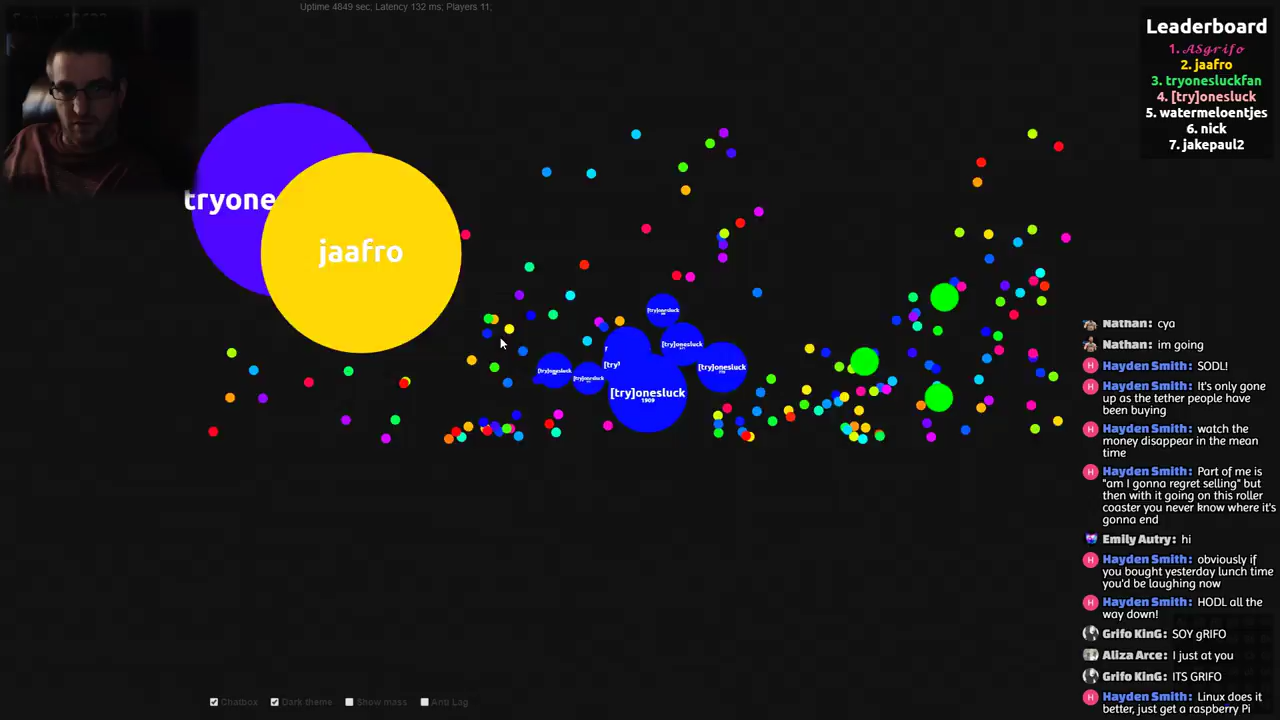 Uptime 4849 sec; Latency 132 ms; Players 11;
Leaderboard
1. 𝓐𝓢𝓰𝓻𝓲𝓯𝓸
2. jaafro
3. tryonesluckfan
4. [try]onesluck
5. watermeloentjes
6. nick
7. jakepaul2
tryone
jaafro
[try]onesluck
[try]onesluck
[try]onesluck
[try]onesluck
[try]onesluck
[try]
[try]onesluck
1909
Nathan: cya
Nathan: im going
Hayden Smith: SODL!
Hayden Smith: It's only gone
up as the tether people have
been buying
Hayden Smith: watch the
money disappear in the mean
time
Hayden Smith: Part of me is
"am I gonna regret selling" but
then with it going on this roller
coaster you never know where it's
gonna end
Emily Autry: hi
Hayden Smith: obviously if
you bought yesterday lunch time
you'd be laughing now
Hayden Smith: HODL all the
way down!
Grifo KinG: SOY gRIFO
Aliza Arce: I just at you
Grifo KinG: ITS GRIFO
Hayden Smith: Linux does it
better, just get a raspberry Pi
Chatbox
Dark theme
Show mass
Anti Lag